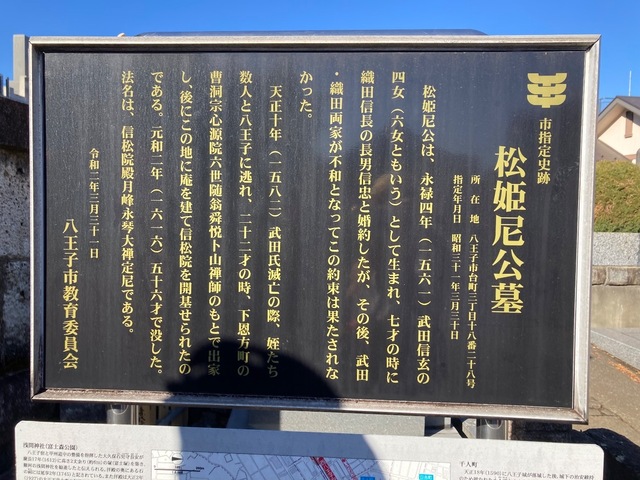 市指定史跡
松姫尼公墓
所在地 八王子市台町三丁目十八番二十八号
指定年月日 昭和三十一年三月三十日
松姫尼公は、永禄四年(一五六一)武田信玄の
四女(六女ともいう)として生まれ、七才の時に
織田信長の長男信忠と婚約したが、その後、武田
・織田両家が不和となってこの約束は果たされな
かった。
天正十年(一五八二)武田氏滅亡の際、姪たち
数人と八王子に逃れ、二十二才の時、下恩方町の
曹洞宗心源院六世随翁舜悦卜山禅師のもとで出家
し、後にこの地に庵を建て信松院を開基せられたの
である。元和二年(一六一六)五十六才で没した。
法名は、信松院殿月峰永琴大禅定尼である。
令和二年三月三十一日
八王子市教育委員会
浅間神社(富士森公園)
千人町